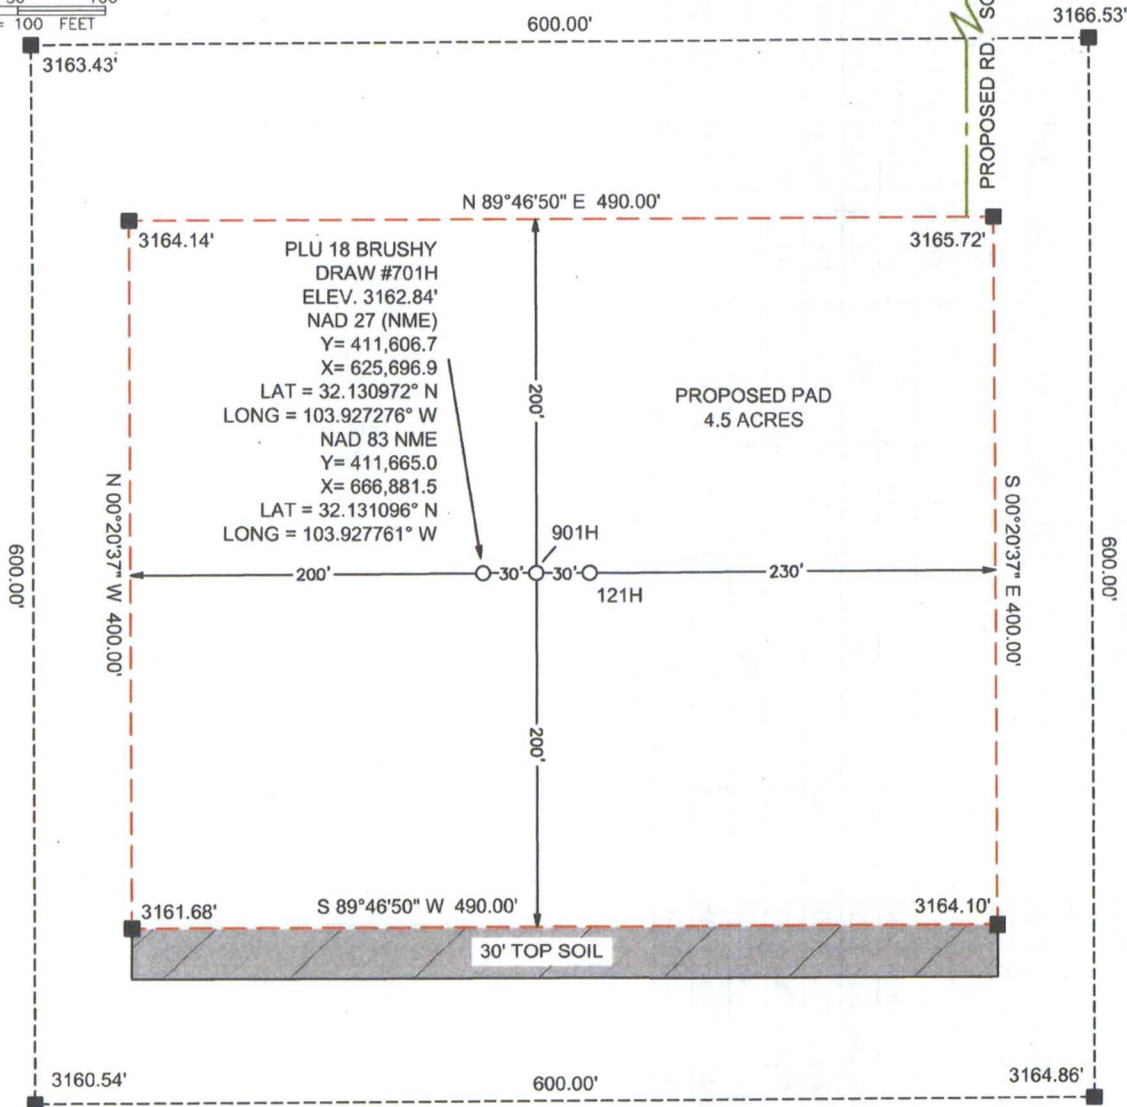 = 100 FEET
600.00'
3166.53'
3163.43'
PROPOSED RD
N 89°46'50" E 490.00'
3164.14'
3165.72'
PLU 18 BRUSHY
DRAW #701H
ELEV. 3162.84'
NAD 27 (NME)
Y= 411,606.7
X= 625,696.9
LAT = 32.130972° N
LONG = 103.927276° W
NAD 83 NME
Y= 411,665.0
X= 666,881.5
LAT = 32.131096° N
LONG = 103.927761° W
200'
PROPOSED PAD
4.5 ACRES
600.00'
N 00°20'37" W 400.00'
S 00°20'37" E 400.00'
600.00'
901H
200'
30'
30'
230'
121H
200'
3161.68'
S 89°46'50" W 490.00'
3164.10'
30' TOP SOIL
3160.54'
600.00'
3164.86'